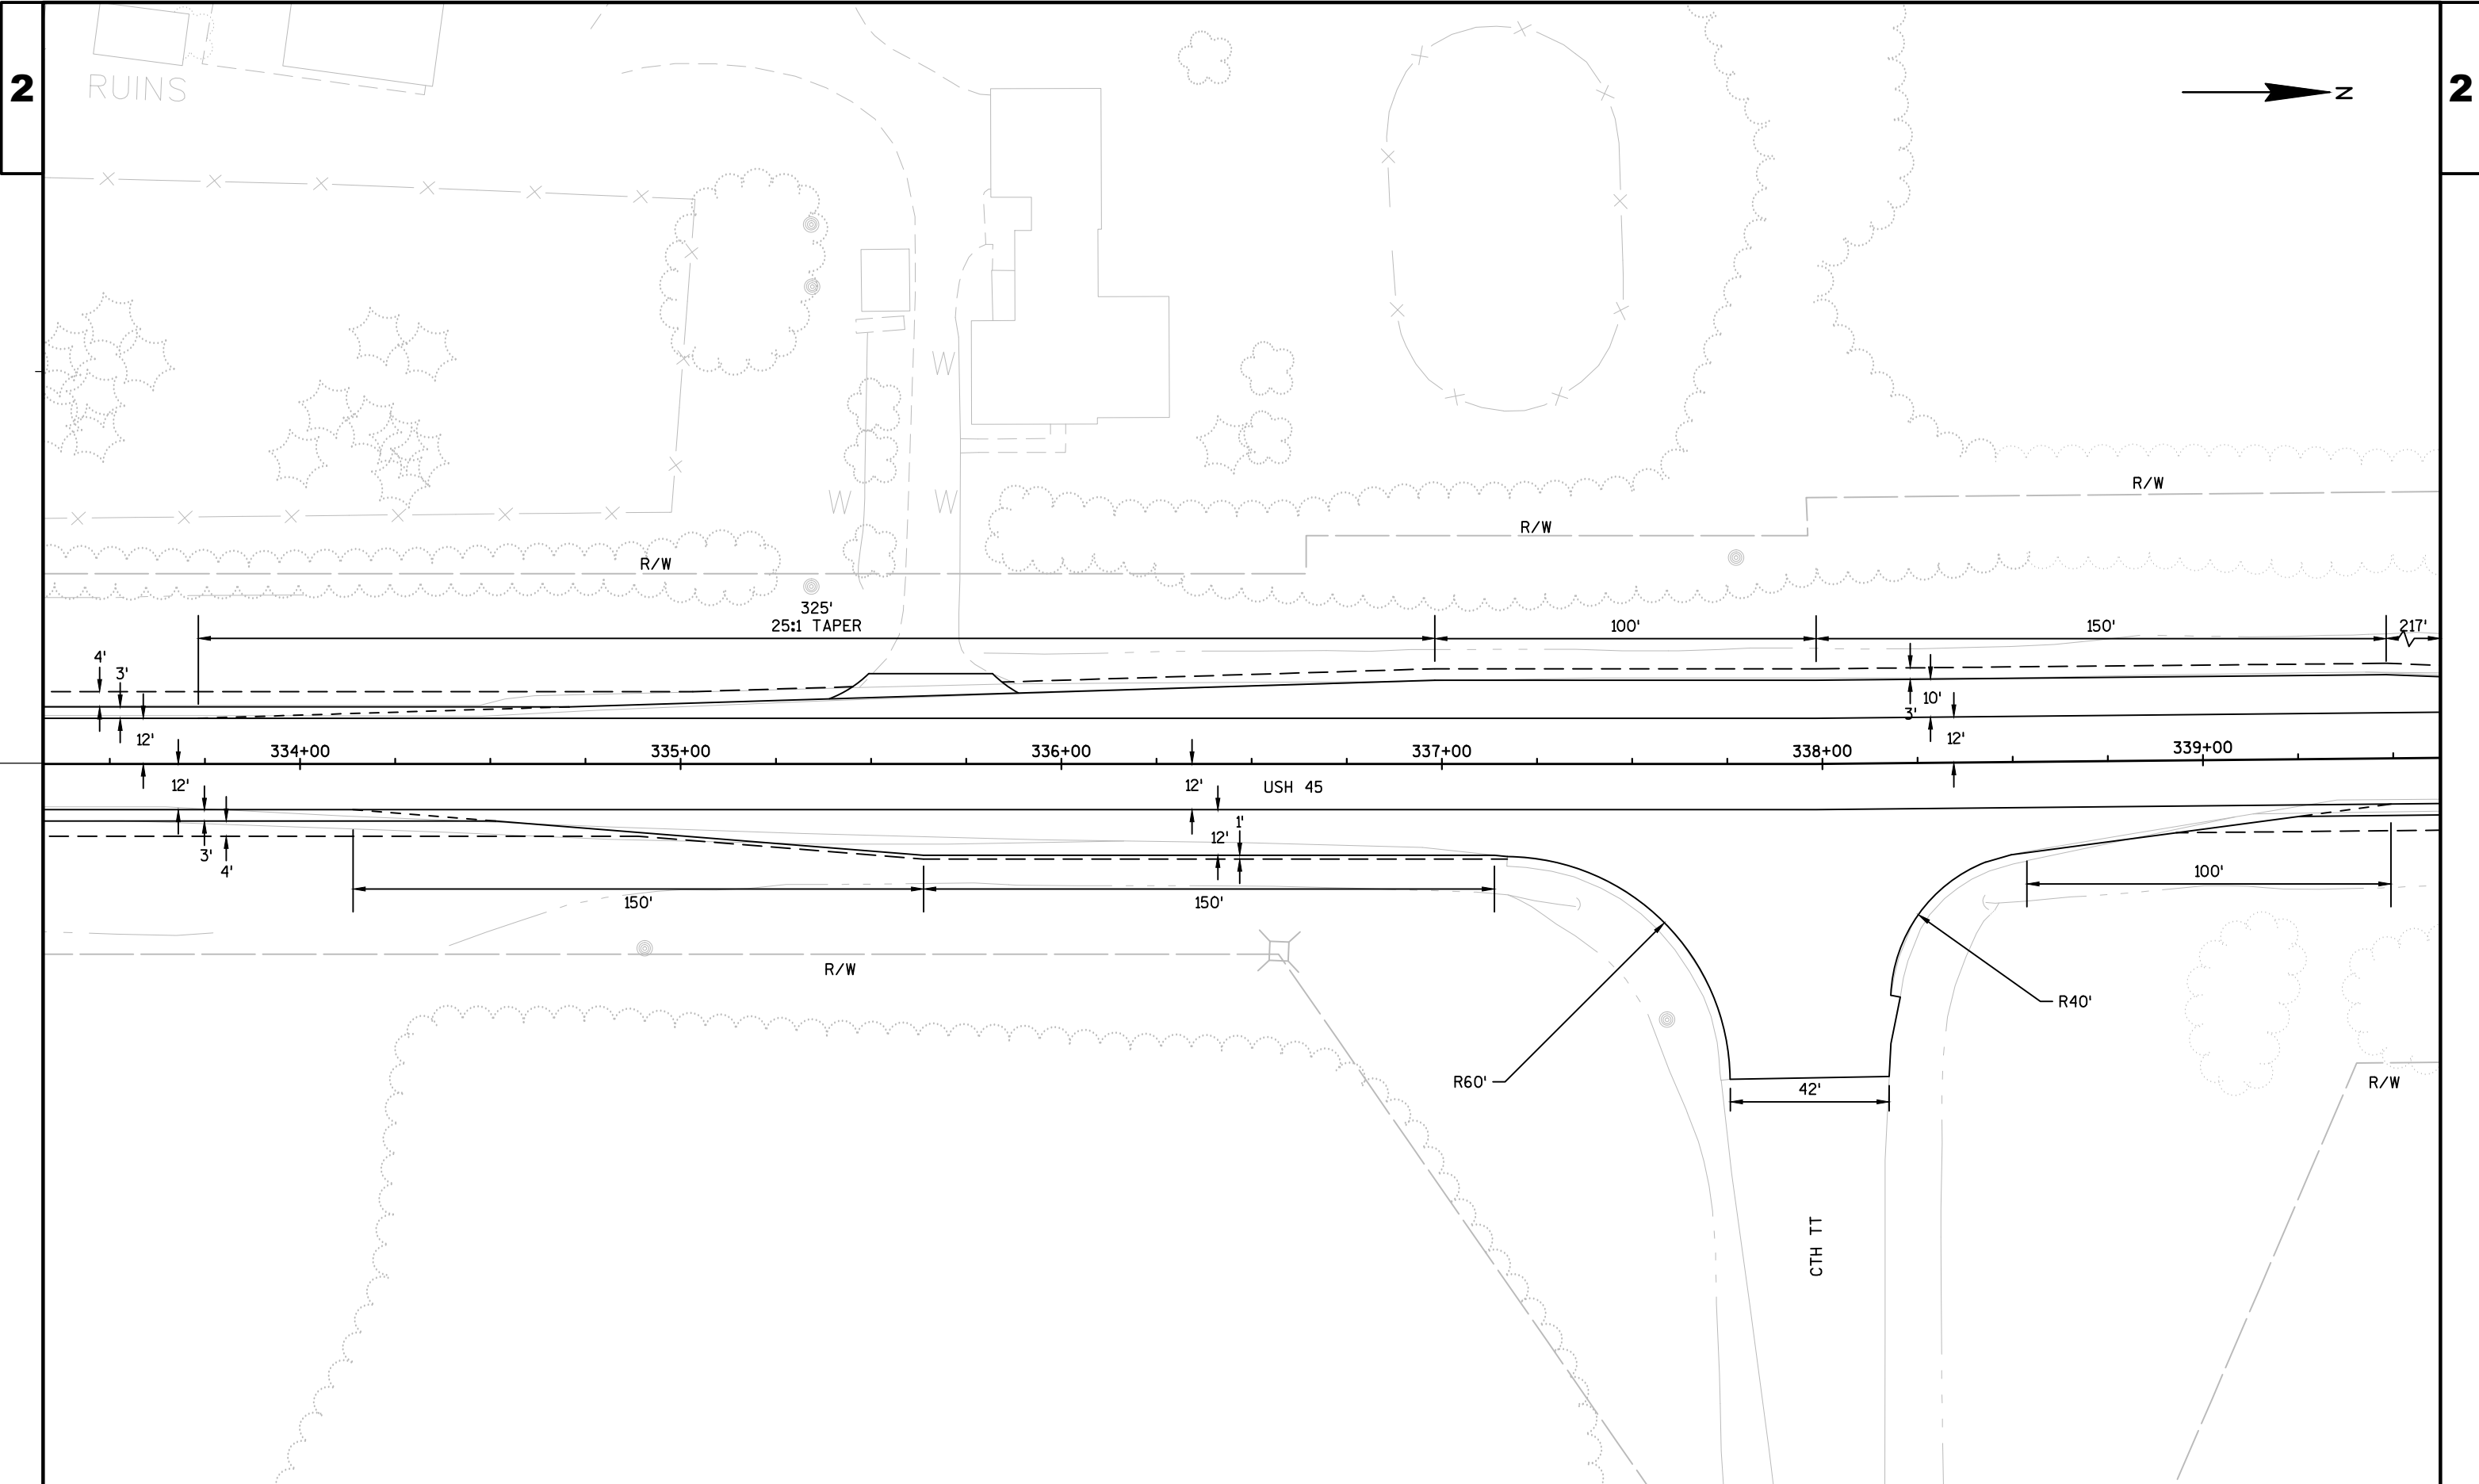 2
2
RUINS
N
W
R/W
R/W
W
W
R/W
325'
25:1 TAPER
100'
150'
217'
4'
3'
10'
3'
12'
12'
334+00
335+00
336+00
337+00
338+00
339+00
12'
12'
USH 45
1'
12'
3'
4'
150'
150'
100'
R/W
R40'
R60'
42'
R/W
CTH TT